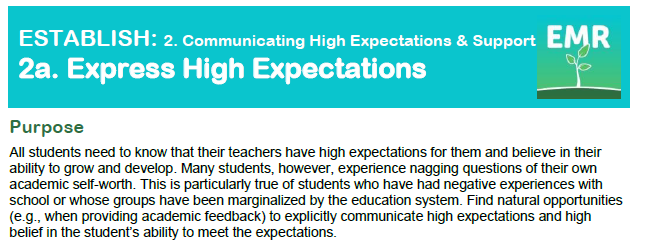 ESTABLISH: 2. Communicating High Expectations & Support
EMR
2a. Express High Expectations
Purpose
All students need to know that their teachers have high expectations for them and believe in their
ability to grow and develop. Many students, however, experience nagging questions of their own
academic self-worth. This is particularly true of students who have had negative experiences with
school or whose groups have been marginalized by the education system. Find natural opportunities
(e.g., when providing academic feedback) to explicitly communicate high expectations and high
belief in the student's ability to meet the expectations.